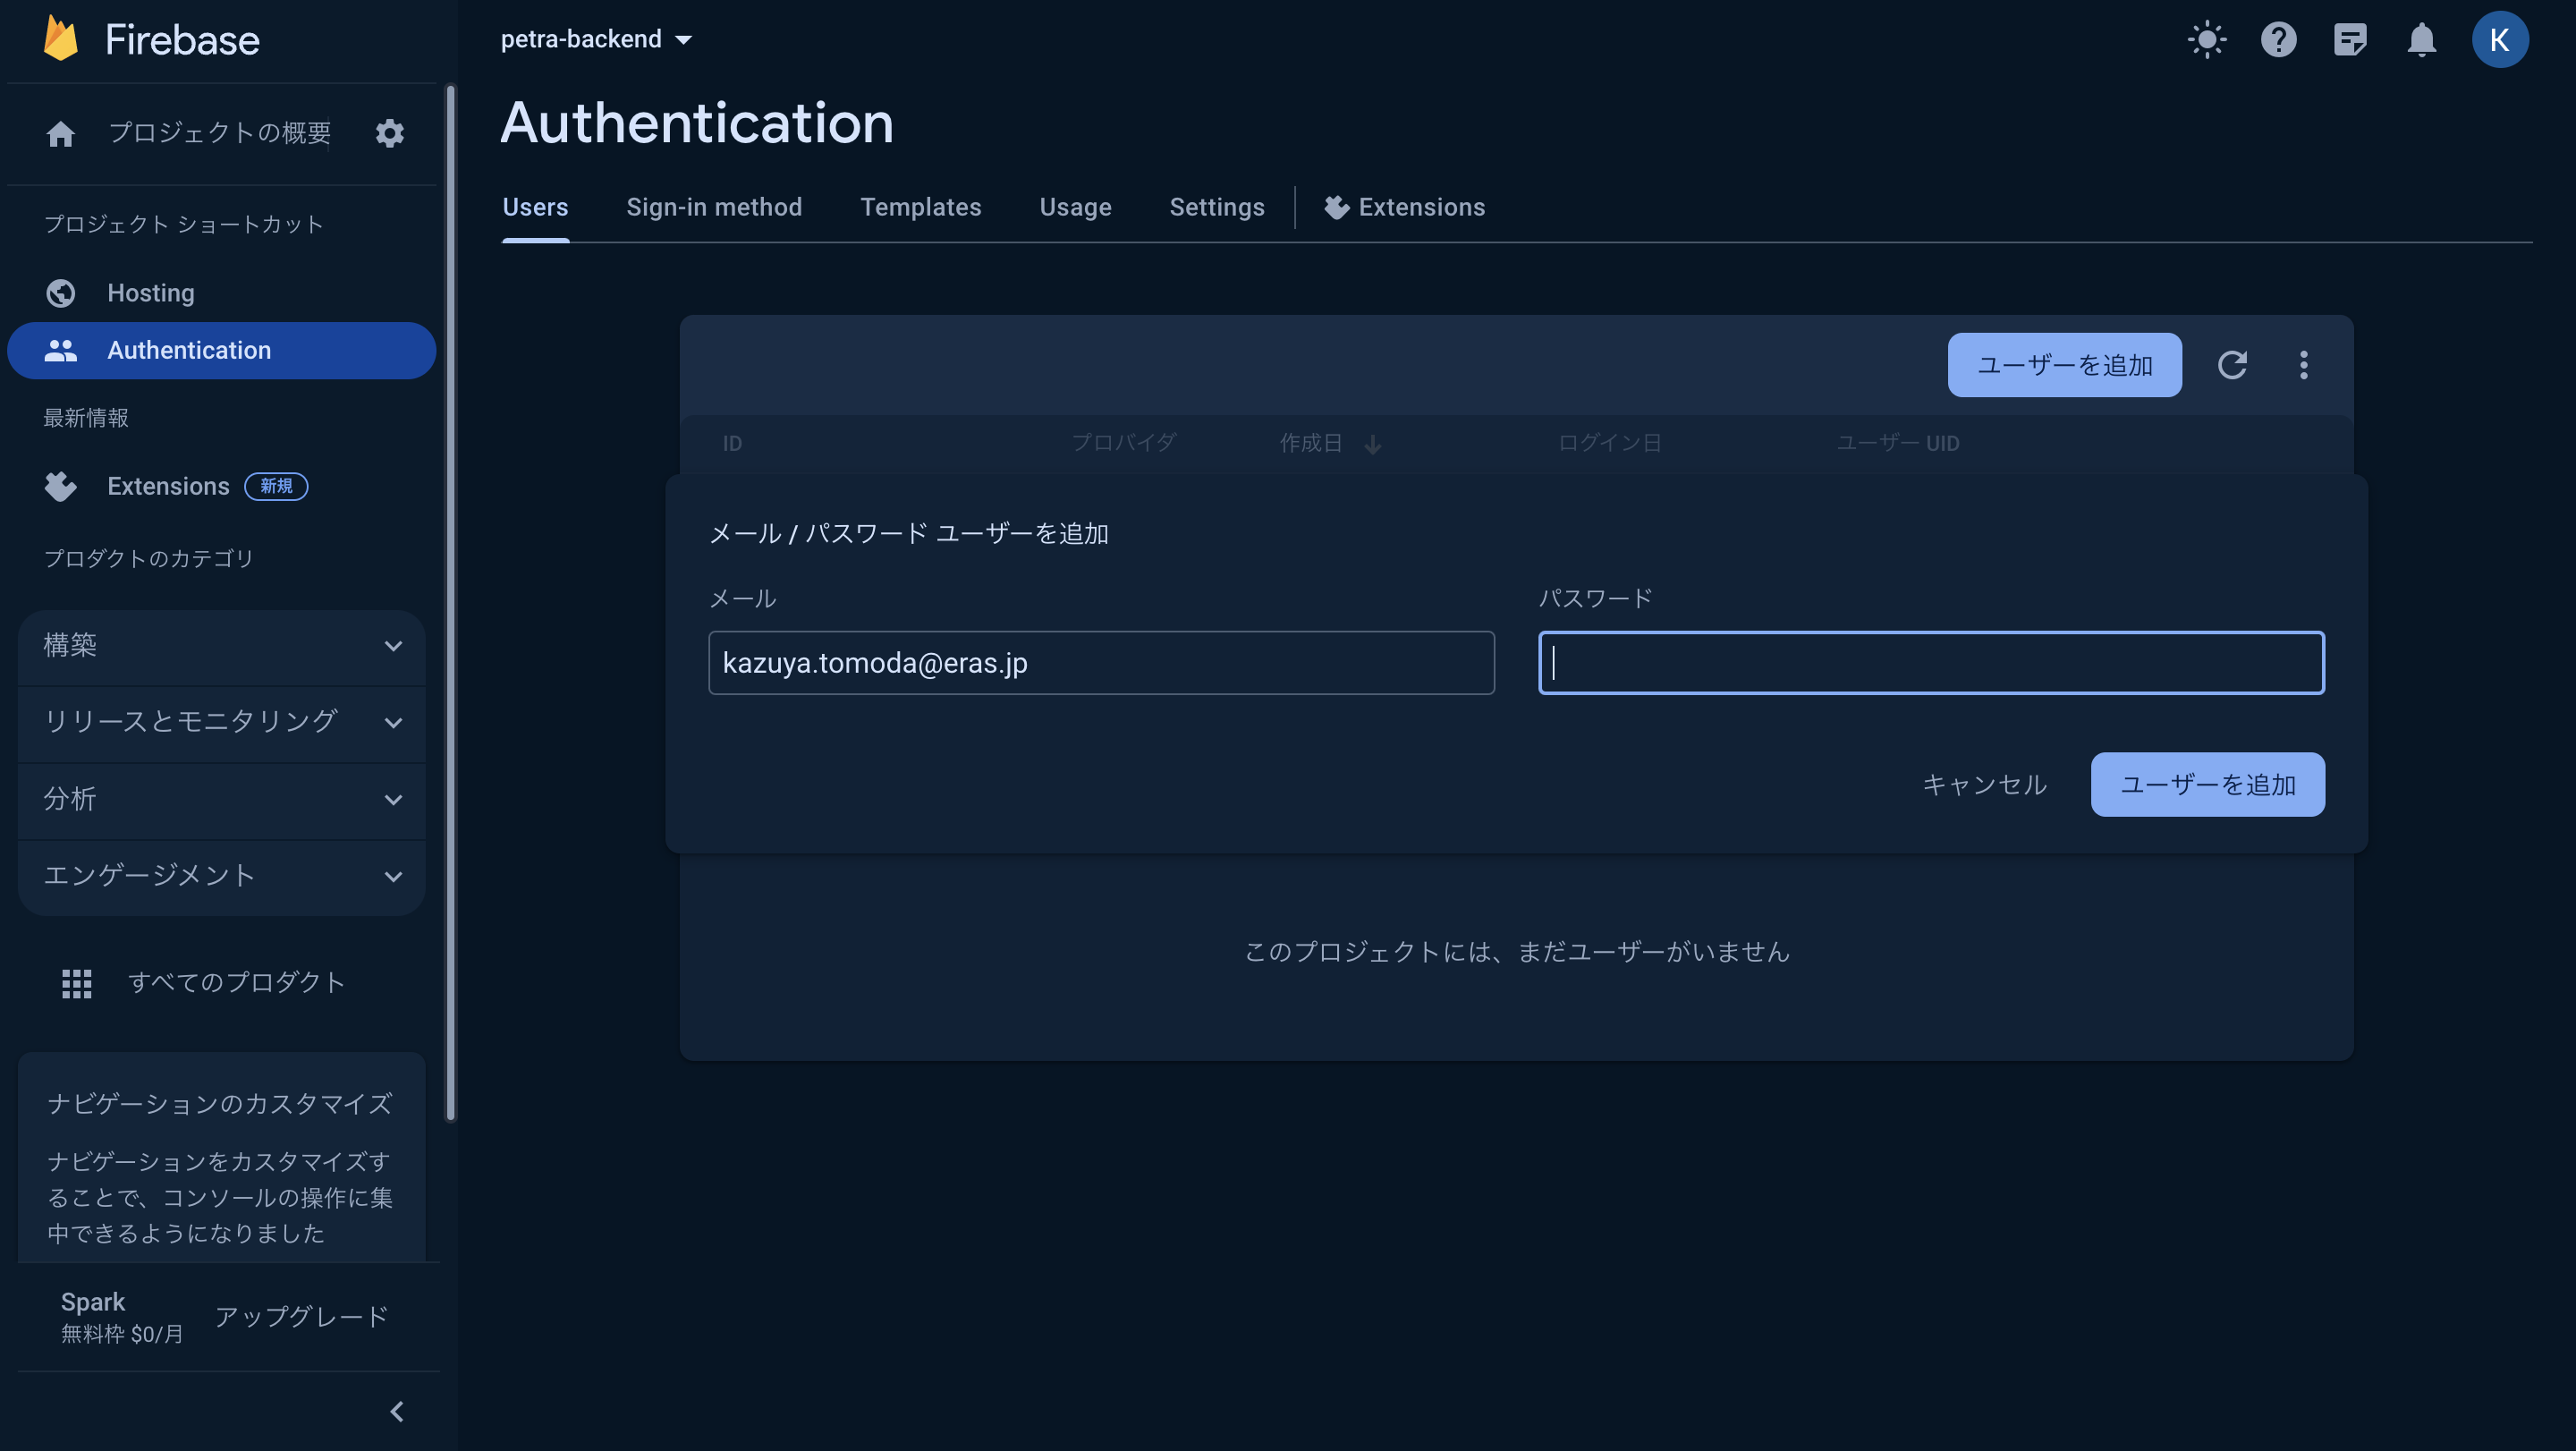 Firebase
プロジェクトの概要
プロジェクト ショートカット
Hosting
Authentication
最新情報
Extensions 新規
プロダクトのカテゴリ
構築
リリースとモニタリング
分析
エンゲージメント
すべてのプロダクト
ナビゲーションのカスタマイズ
ナビゲーションをカスタマイズす
ることで、コンソールの操作に集
中できるようになりました
Spark
無料枠 $0/月
アップグレード
petra-backend
K
Authentication
Users Sign-in method Templates Usage Settings Extensions
ユーザーを追加
ID プロバイダ 作成日 ログイン日 ユーザー UID
メール / パスワード ユーザーを追加
メール パスワード
kazuya.tomoda@eras.jp
キャンセル ユーザーを追加
このプロジェクトには、まだユーザーがいません